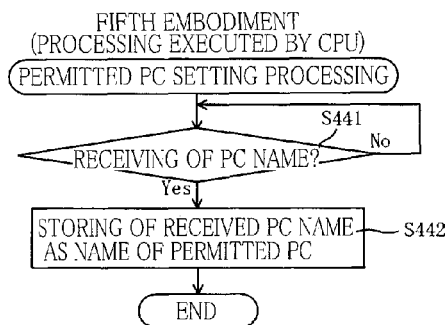 FIFTH EMBODIMENT
(PROCESSING EXECUTED BY CPU)
PERMITTED PC SETTING PROCESSING
S441
RECEIVING OF PC NAME?
No
Yes
STORING OF RECEIVED PC NAME
AS NAME OF PERMITTED PC
S442
END